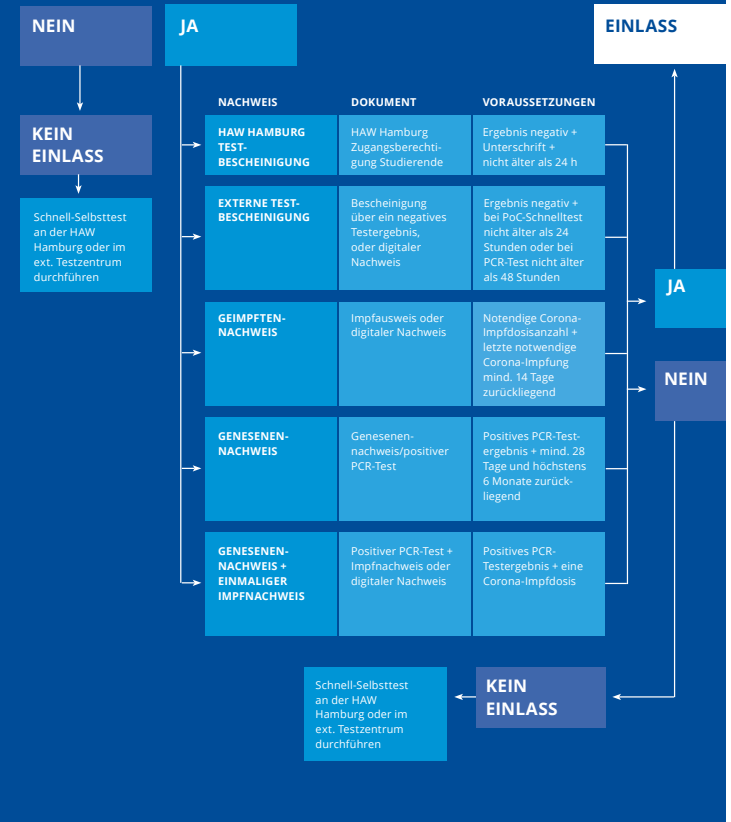 NEIN
JA
EINLASS
KEIN
EINLASS
Schnell-Selbsttest
an der HAW
Hamburg oder im
ext. Testzentrum
durchführen
NACHWEIS
DOKUMENT
VORAUSSETZUNGEN
HAW HAMBURG
TEST-
BESCHEINIGUNG
HAW Hamburg
Zugangsberechti-
gung Studierende
Ergebnis negativ +
Unterschrift +
nicht älter als 24 h
EXTERNE TEST-
BESCHEINIGUNG
Bescheinigung
über ein negatives
Testergebnis,
oder digitaler
Nachweis
Ergebnis negativ +
bei PoC-Schnelltest
nicht älter als 24
Stunden oder bei
PCR-Test nicht älter
als 48 Stunden
GEIMPFTEN-
NACHWEIS
Impfausweis oder
digitaler Nachweis
Notendige Corona-
Impfdosisanzahl +
letzte notwendige
Corona-Impfung
mind. 14 Tage
zurückliegend
GENESENEN-
NACHWEIS
Genesenen-
nachweis/positiver
PCR-Test
Positives PCR-Test-
ergebnis + mind. 28
Tage und höchstens
6 Monate zurück-
liegend
GENESENEN-
NACHWEIS +
EINMALIGER
IMPFNACHWEIS
Positiver PCR-Test +
Impfnachweis oder
digitaler Nachweis
Positives PCR-
Testergebnis + eine
Corona-Impfdosis
JA
NEIN
KEIN
EINLASS
Schnell-Selbsttest
an der HAW
Hamburg oder im
ext. Testzentrum
durchführen